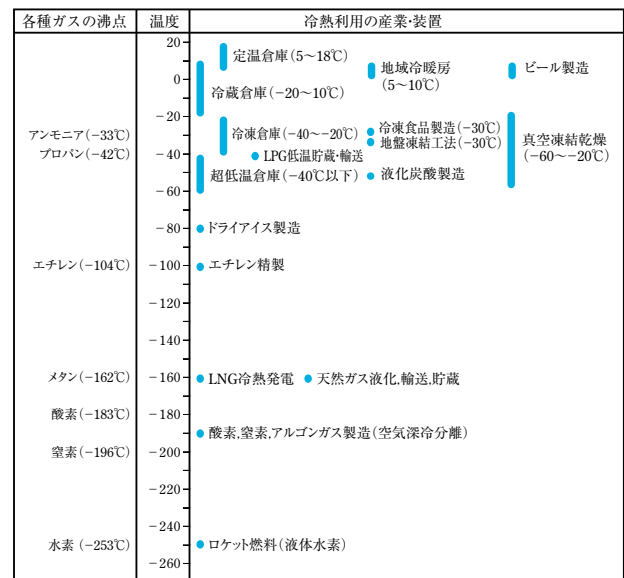 各種ガスの沸点 温度 冷熱利用の産業・装置
20
定温倉庫(5～18℃)
地域冷暖房
(5～10℃)
ビール製造
0
冷蔵倉庫(−20～10℃)
−20
アンモニア(−33℃)
冷凍倉庫(−40～−20℃)
冷凍食品製造(−30℃)
地盤凍結工法(−30℃)
真空凍結乾燥
(−60～−20℃)
プロパン(−42℃)
−40
LPG低温貯蔵・輸送
超低温倉庫(−40℃以下)
液化炭酸製造
−60
−80
ドライアイス製造
エチレン(−104℃)
−100
エチレン精製
−120
−140
メタン(−162℃)
−160
LNG冷熱発電
天然ガス液化,輸送,貯蔵
酸素(−183℃)
−180
酸素,窒素,アルゴンガス製造(空気深冷分離)
窒素(−196℃)
−200
−220
−240
水素(−253℃)
ロケット燃料(液体水素)
−260